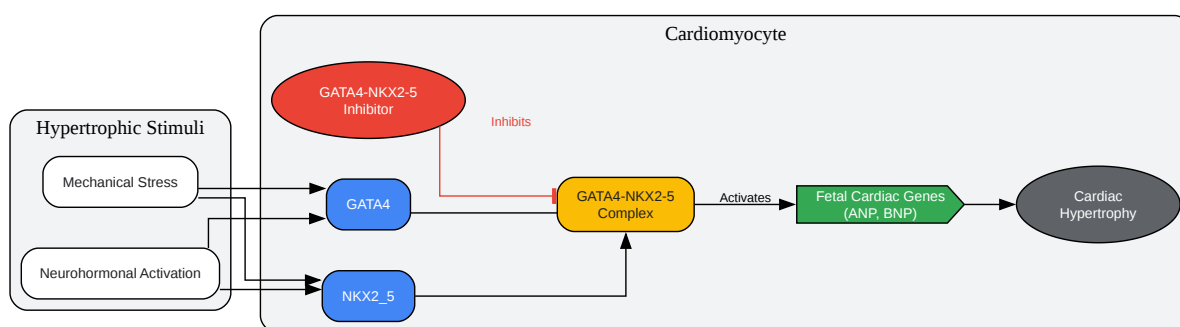 Cardiomyocyte
GATA4-NKX2-5
Inhibitor
Inhibits
Hypertrophic Stimuli
Mechanical Stress
GATA4
GATA4-NKX2-5
Complex
Activates
Fetal Cardiac Genes
(ANP, BNP)
Cardiac
Hypertrophy
Neurohormonal Activation
NKX2_5